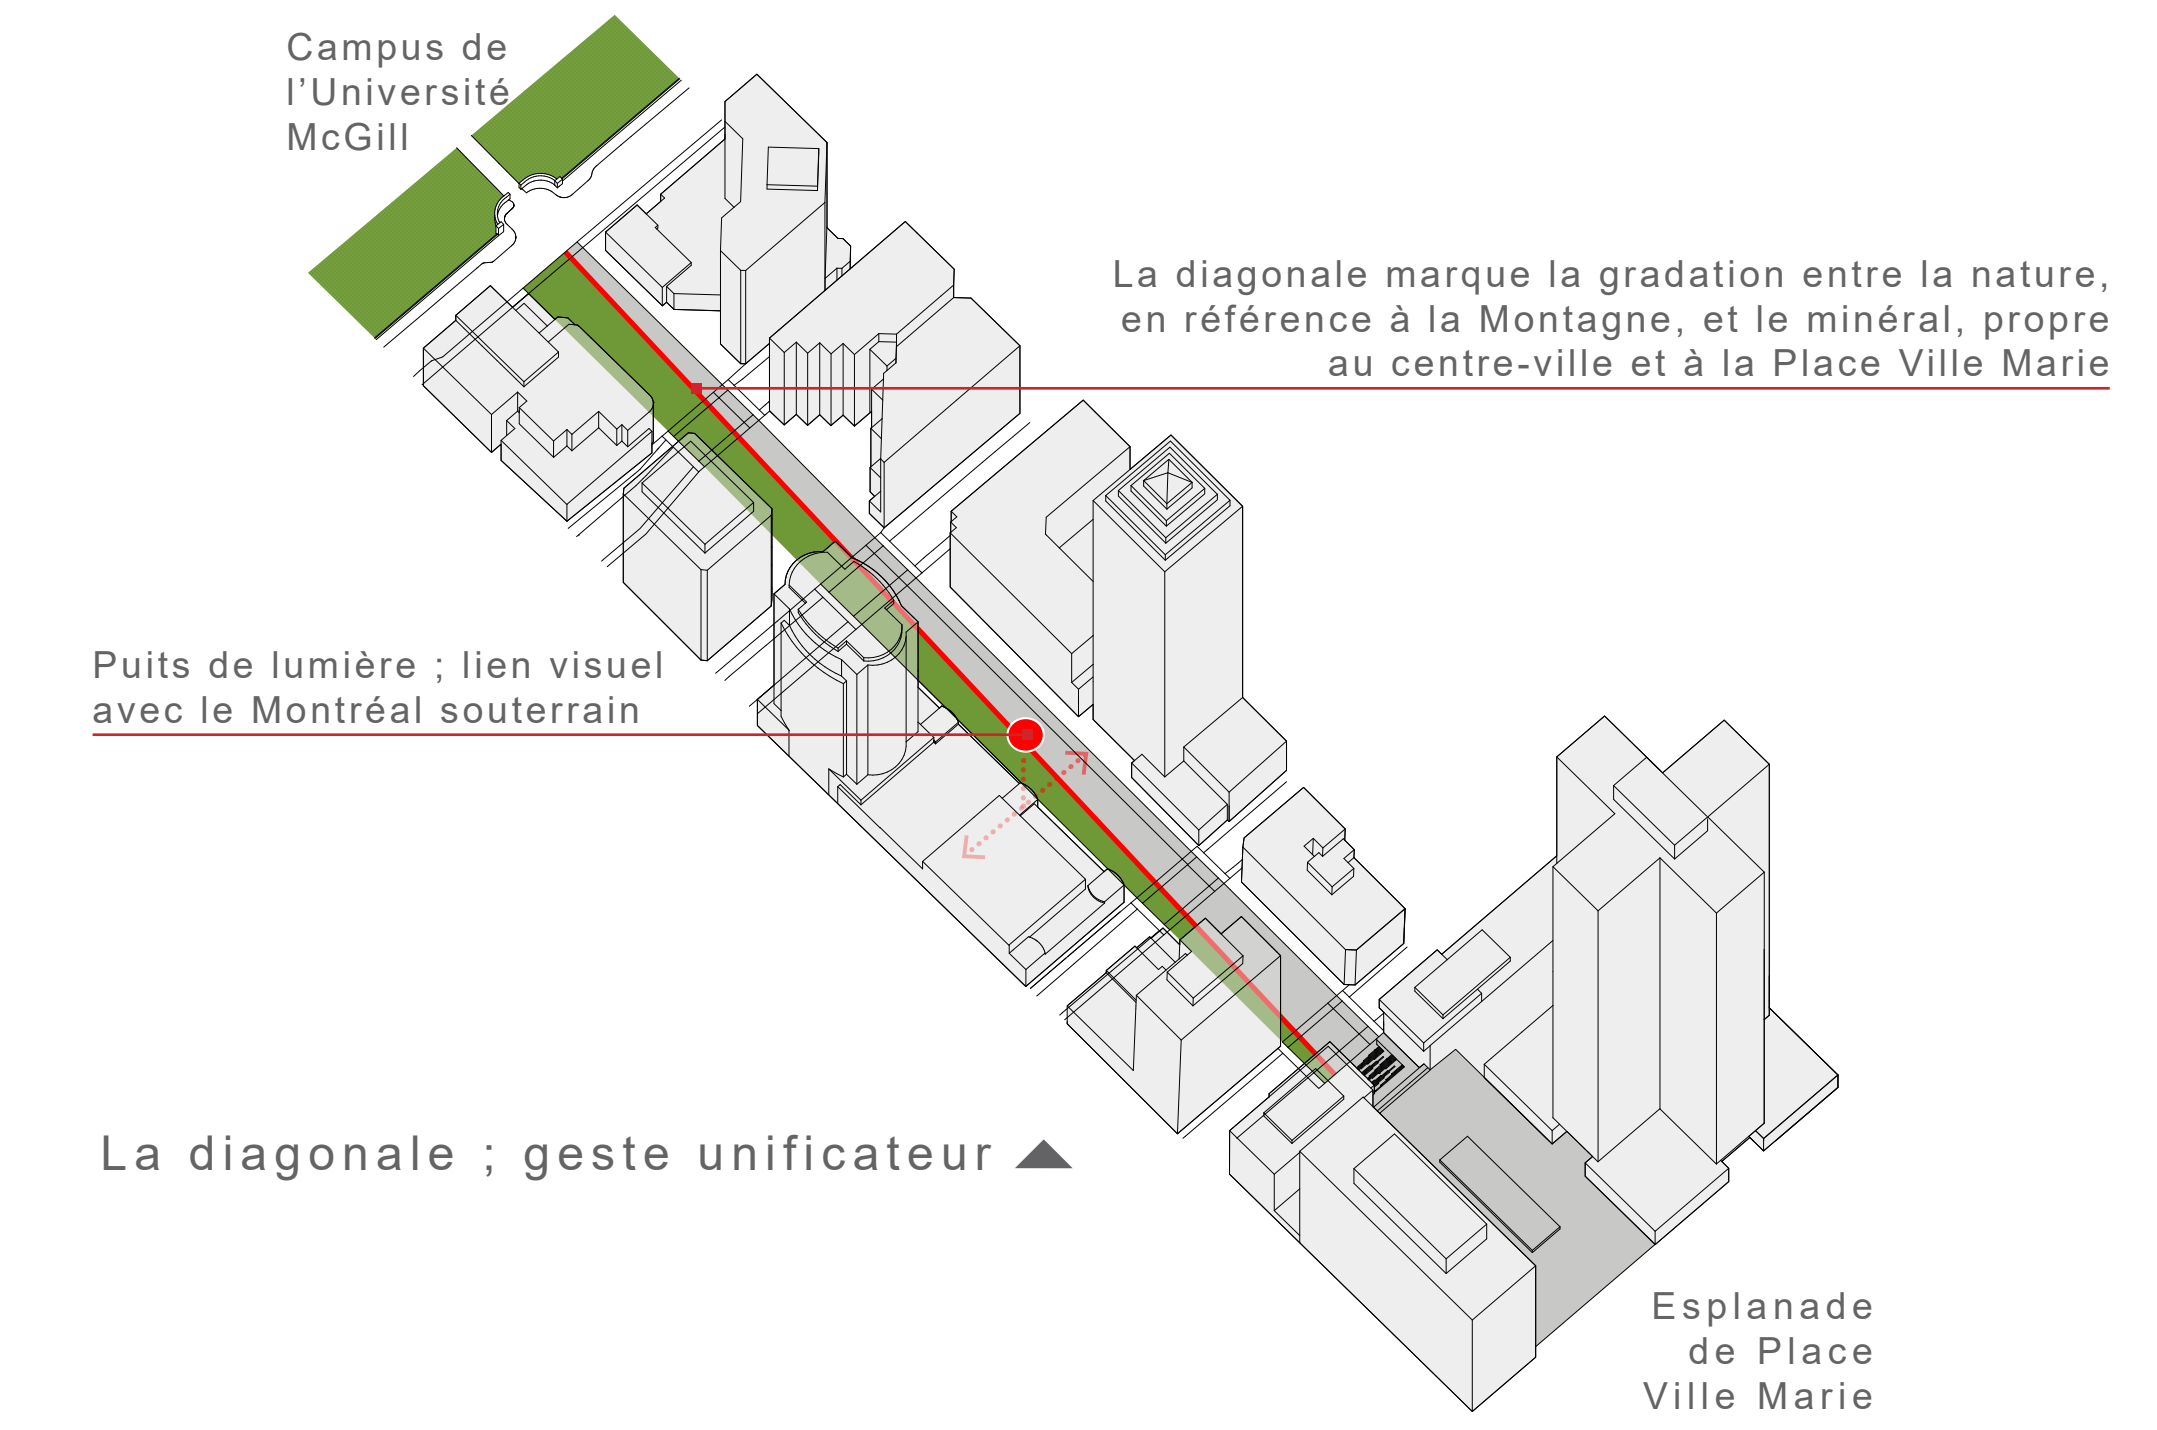 Campus de
l’Université
McGill
La diagonale marque la gradation entre la nature,
en référence à la Montagne, et le minéral, propre
au centre-ville et à la Place Ville Marie
Puits de lumière ; lien visuel
avec le Montréal souterrain
La diagonale ; geste unificateur
Esplanade
de Place
Ville Marie